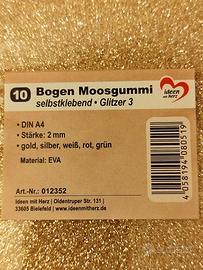 10 Bogen Moosgummi
selbstklebend • Glitzer 3
ideen
mit Herz
• DIN A4
• Stärke: 2 mm
• gold, silber, weiß, rot, grün
Material: EVA
4 058194 080519
Art.-Nr.: 012352
Ideen mit Herz | Oldentruper Str. 131 |
33605 Bielefeld | www.ideenmitherz.de